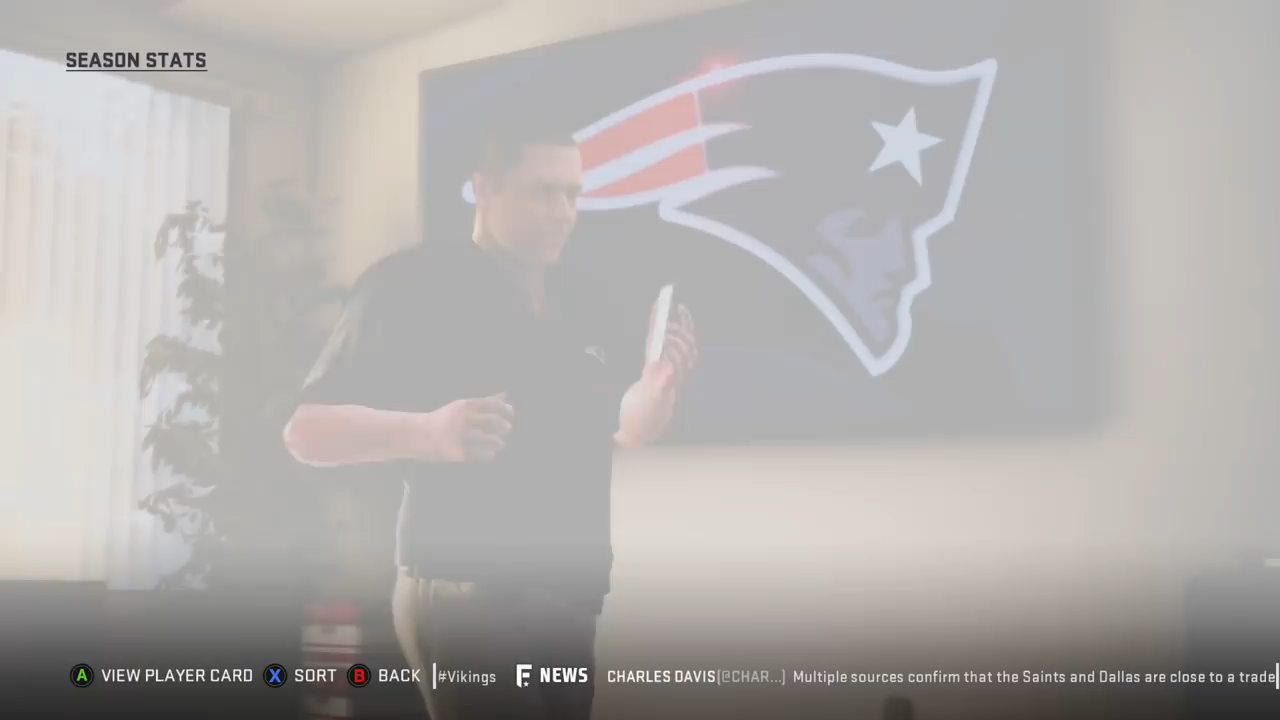 SEASON STATS
A VIEW PLAYER CARD X SORT B BACK #Vikings F NEWS CHARLES DAVIS(@CHAR...) Multiple sources confirm that the Saints and Dallas are close to a trade